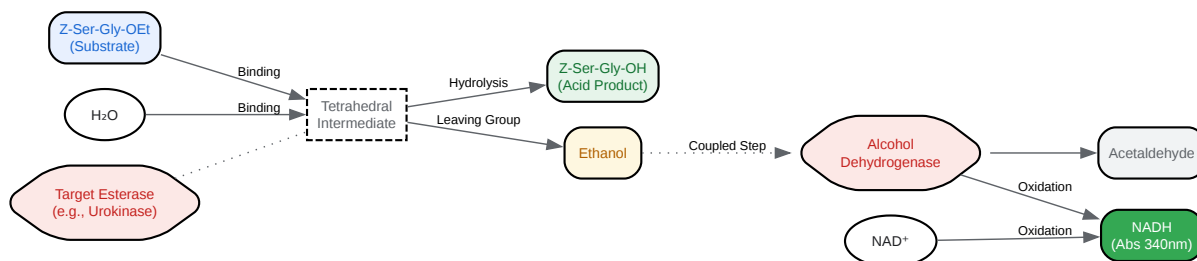 Z-Ser-Gly-OEt
(Substrate)
Binding
H₂O
Binding
Target Esterase
(e.g., Urokinase)
Tetrahedral
Intermediate
Hydrolysis
Leaving Group
Z-Ser-Gly-OH
(Acid Product)
Ethanol
Coupled Step
Alcohol
Dehydrogenase
Acetaldehyde
Oxidation
NAD⁺
Oxidation
NADH
(Abs 340nm)